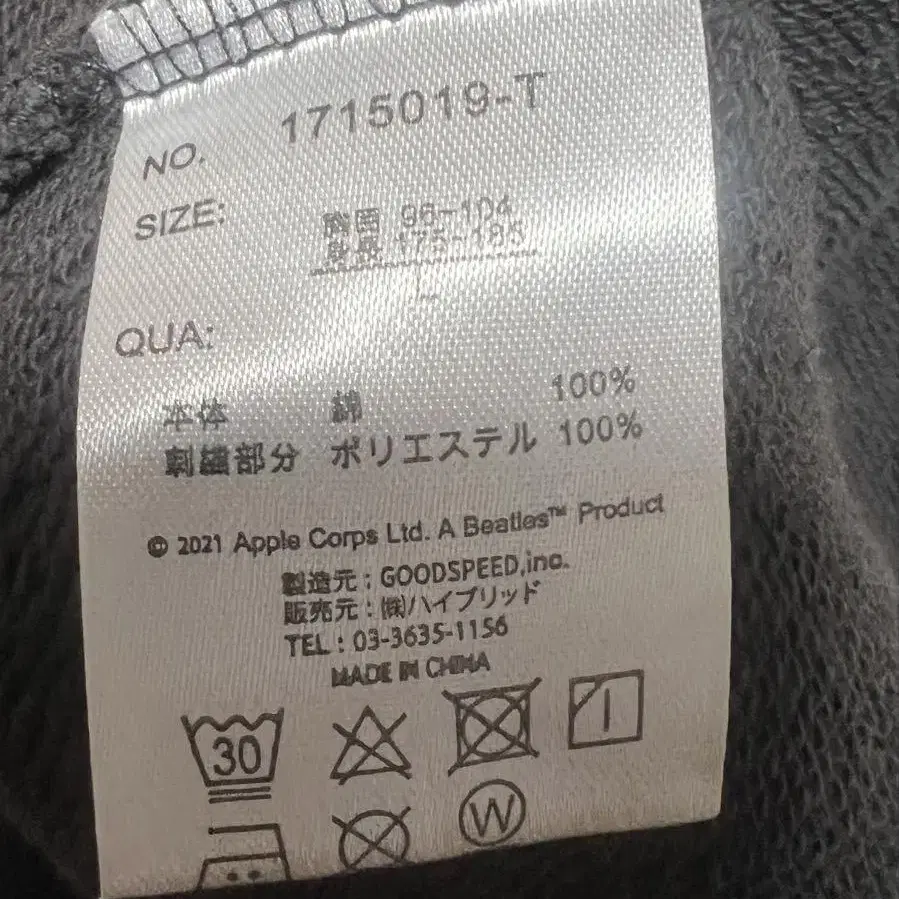 NO. 1715019-T
SIZE: 胸囲 96-104
身長 175-185
L
QUA:
本体 綿 100%
刺繍部分 ポリエステル 100%
© 2021 Apple Corps Ltd. A Beatles™ Product
製造元:GOODSPEED,inc.
販売元:㈱ハイブリッド
TEL:03-3635-1156
MADE IN CHINA
30
W